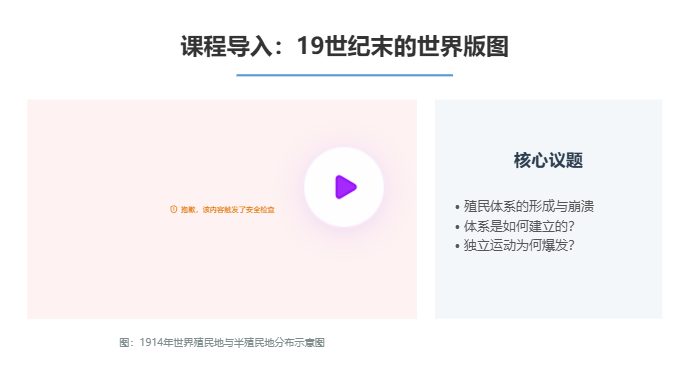 课程导入：19世纪末的世界版图
抱歉，该内容触发了安全检查
核心议题
• 殖民体系的形成与崩溃
• 体系是如何建立的?
• 独立运动为何爆发?
图：1914年世界殖民地与半殖民地分布示意图